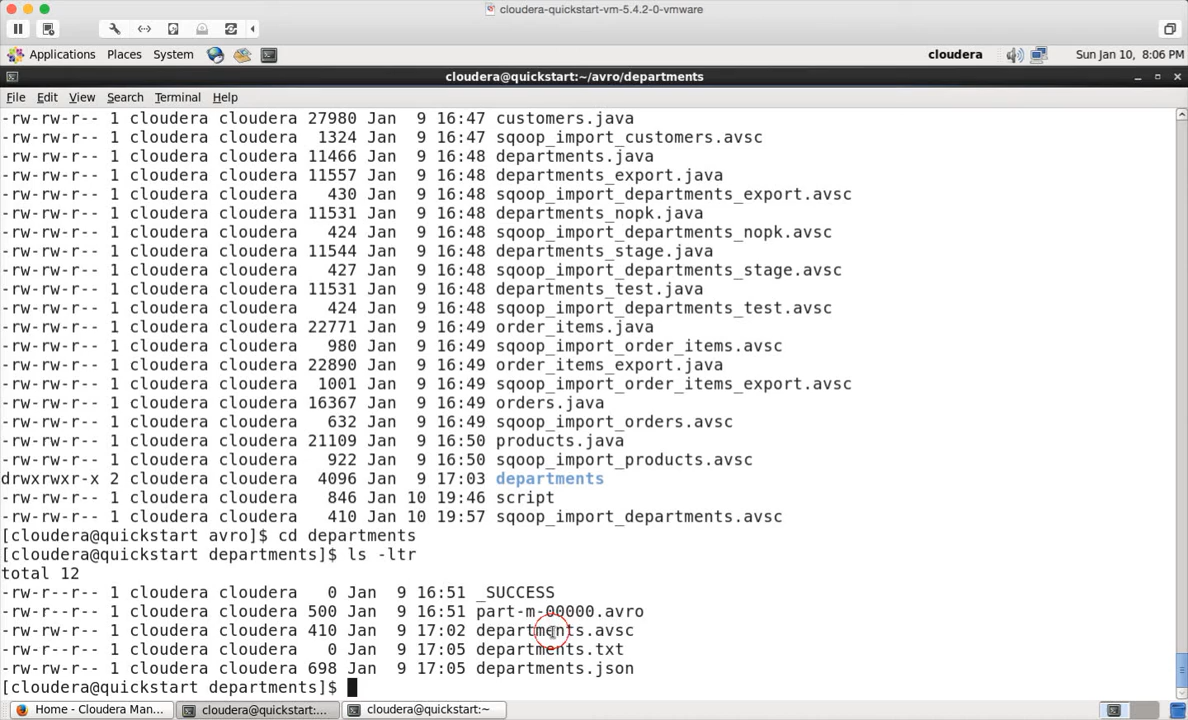 cloudera-quickstart-vm-5.4.2-0-vmware
Applications Places System cloudera Sun Jan 10, 8:06 PM
cloudera@quickstart:~/avro/departments
File Edit View Search Terminal Help
-rw-rw-r-- 1 cloudera cloudera 27980 Jan  9 16:47 customers.java
-rw-rw-r-- 1 cloudera cloudera  1324 Jan  9 16:47 sqoop_import_customers.avsc
-rw-rw-r-- 1 cloudera cloudera 11466 Jan  9 16:48 departments.java
-rw-rw-r-- 1 cloudera cloudera 11557 Jan  9 16:48 departments_export.java
-rw-rw-r-- 1 cloudera cloudera   430 Jan  9 16:48 sqoop_import_departments_export.avsc
-rw-rw-r-- 1 cloudera cloudera 11531 Jan  9 16:48 departments_nopk.java
-rw-rw-r-- 1 cloudera cloudera   424 Jan  9 16:48 sqoop_import_departments_nopk.avsc
-rw-rw-r-- 1 cloudera cloudera 11544 Jan  9 16:48 departments_stage.java
-rw-rw-r-- 1 cloudera cloudera   427 Jan  9 16:48 sqoop_import_departments_stage.avsc
-rw-rw-r-- 1 cloudera cloudera 11531 Jan  9 16:48 departments_test.java
-rw-rw-r-- 1 cloudera cloudera   424 Jan  9 16:48 sqoop_import_departments_test.avsc
-rw-rw-r-- 1 cloudera cloudera 22771 Jan  9 16:49 order_items.java
-rw-rw-r-- 1 cloudera cloudera   980 Jan  9 16:49 sqoop_import_order_items.avsc
-rw-rw-r-- 1 cloudera cloudera 22890 Jan  9 16:49 order_items_export.java
-rw-rw-r-- 1 cloudera cloudera  1001 Jan  9 16:49 sqoop_import_order_items_export.avsc
-rw-rw-r-- 1 cloudera cloudera 16367 Jan  9 16:49 orders.java
-rw-rw-r-- 1 cloudera cloudera   632 Jan  9 16:49 sqoop_import_orders.avsc
-rw-rw-r-- 1 cloudera cloudera 21109 Jan  9 16:50 products.java
-rw-rw-r-- 1 cloudera cloudera   922 Jan  9 16:50 sqoop_import_products.avsc
drwxrwxr-x 2 cloudera cloudera  4096 Jan  9 17:03 departments
-rw-rw-r-- 1 cloudera cloudera   846 Jan 10 19:46 script
-rw-rw-r-- 1 cloudera cloudera   410 Jan 10 19:57 sqoop_import_departments.avsc
[cloudera@quickstart avro]$ cd departments
[cloudera@quickstart departments]$ ls -ltr
total 12
-rw-r--r-- 1 cloudera cloudera   0 Jan  9 16:51 _SUCCESS
-rw-r--r-- 1 cloudera cloudera 500 Jan  9 16:51 part-m-00000.avro
-rw-rw-r-- 1 cloudera cloudera 410 Jan  9 17:02 departments.avsc
-rw-rw-r-- 1 cloudera cloudera   0 Jan  9 17:05 departments.txt
-rw-rw-r-- 1 cloudera cloudera 698 Jan  9 17:05 departments.json
[cloudera@quickstart departments]$
Home - Cloudera Man... cloudera@quickstart:... cloudera@quickstart:~